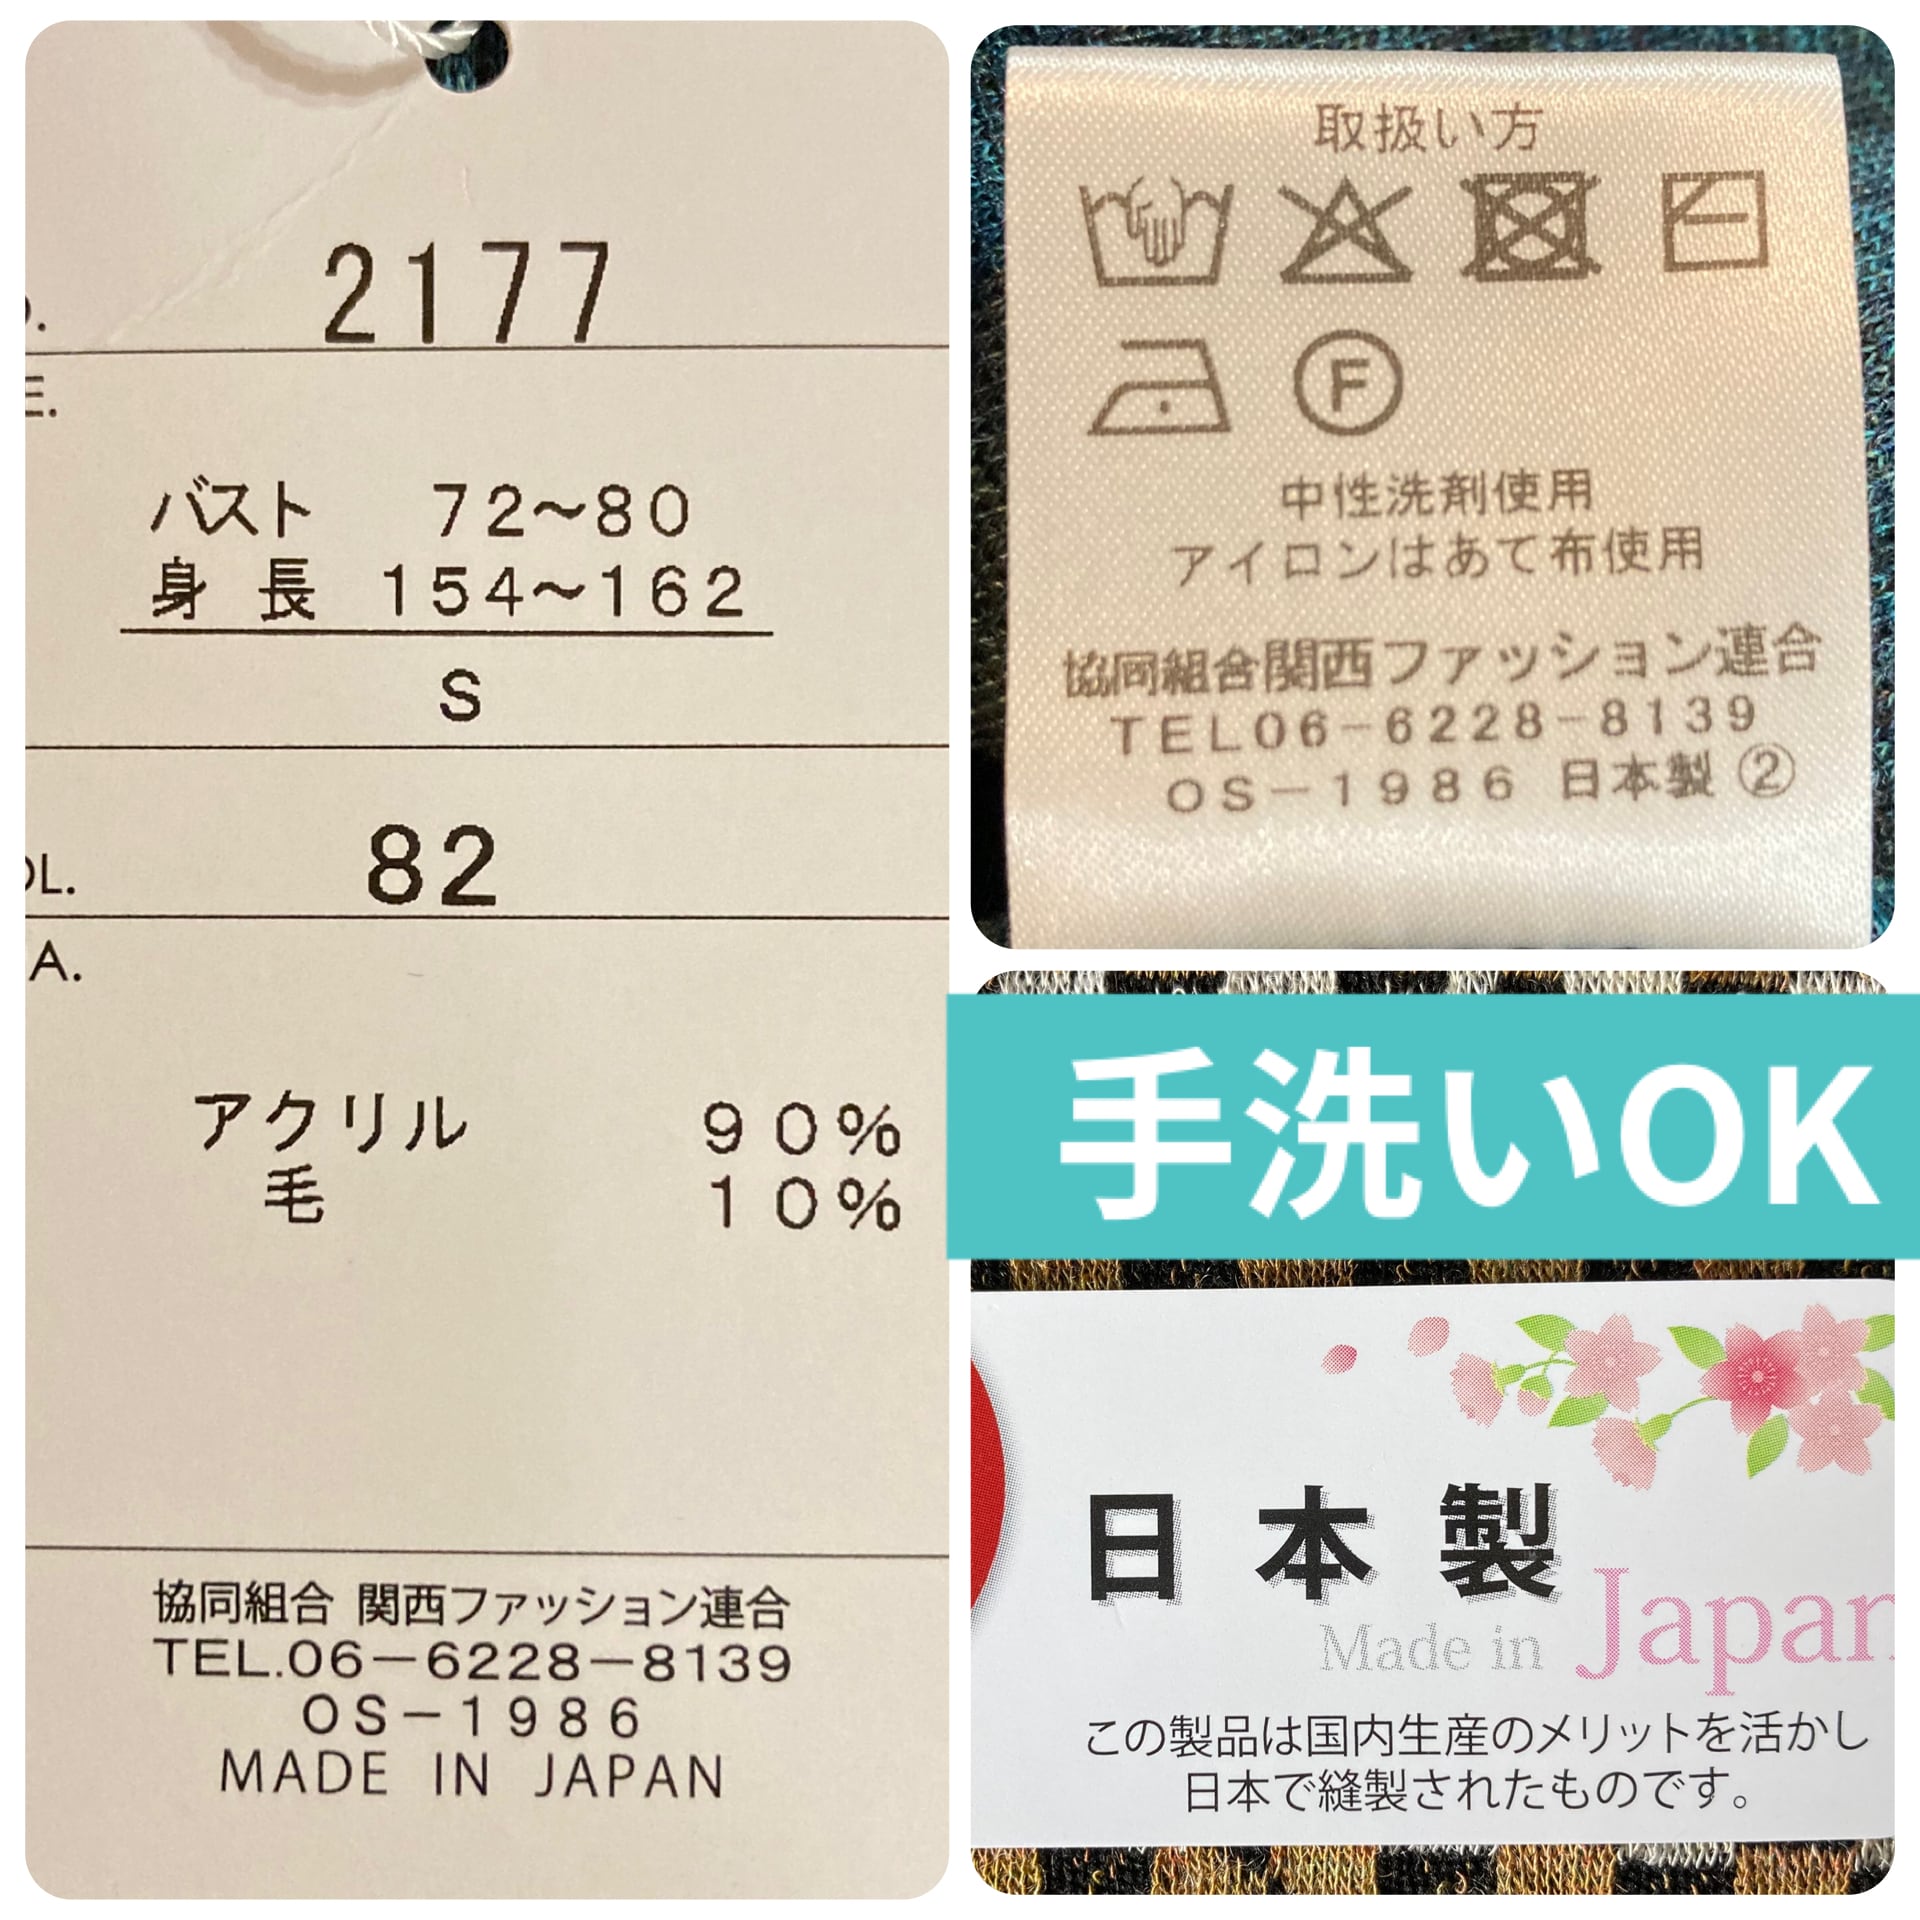 2177
バスト 72～80
身長 154～162
S
82
A.
アクリル 90%
毛 10%
協同組合 関西ファッション連合
TEL.06－6228－8139
OS－1986
MADE IN JAPAN
取扱い方
F
中性洗剤使用
アイロンはあて布使用
協同組合関西ファッション連合
TEL06－6228－8139
OS－1986 日本製 ②
手洗いOK
日本製
Made in Japan
この製品は国内生産のメリットを活かし
日本で縫製されたものです。